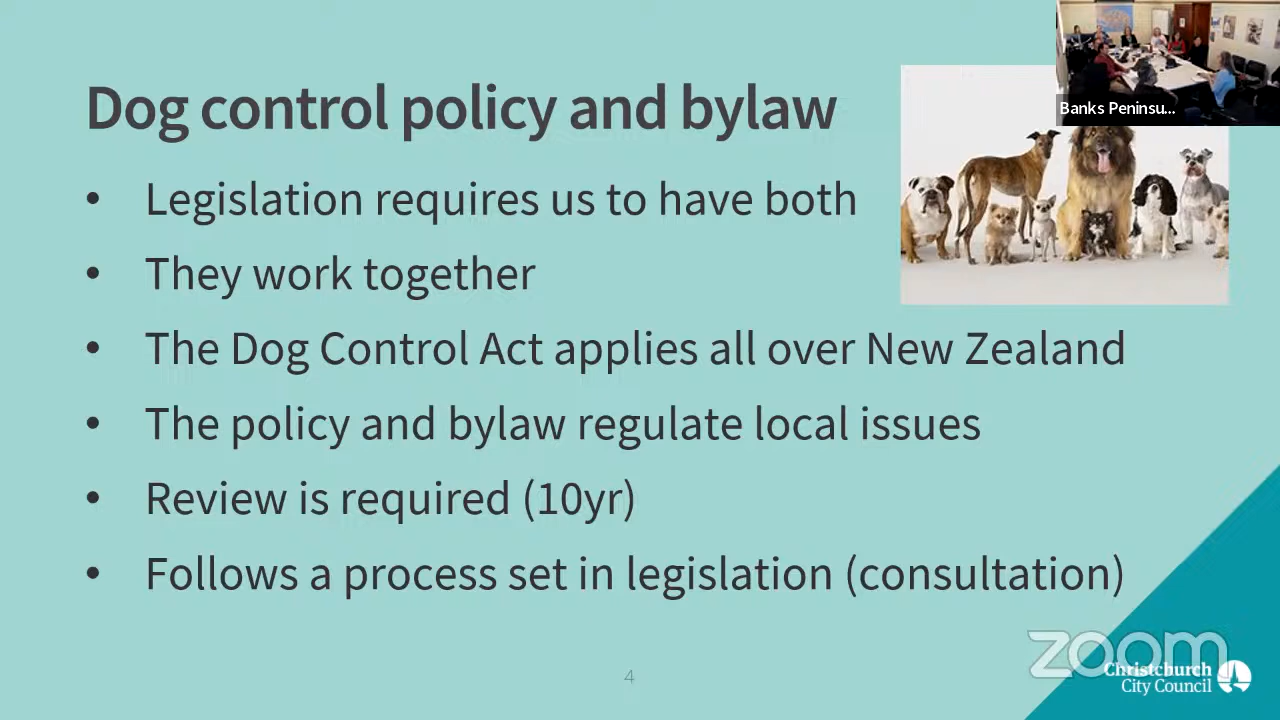 Banks Peninsu...
Dog control policy and bylaw
• Legislation requires us to have both
• They work together
• The Dog Control Act applies all over New Zealand
• The policy and bylaw regulate local issues
• Review is required (10yr)
• Follows a process set in legislation (consultation)
4
zoom
Christchurch
City Council